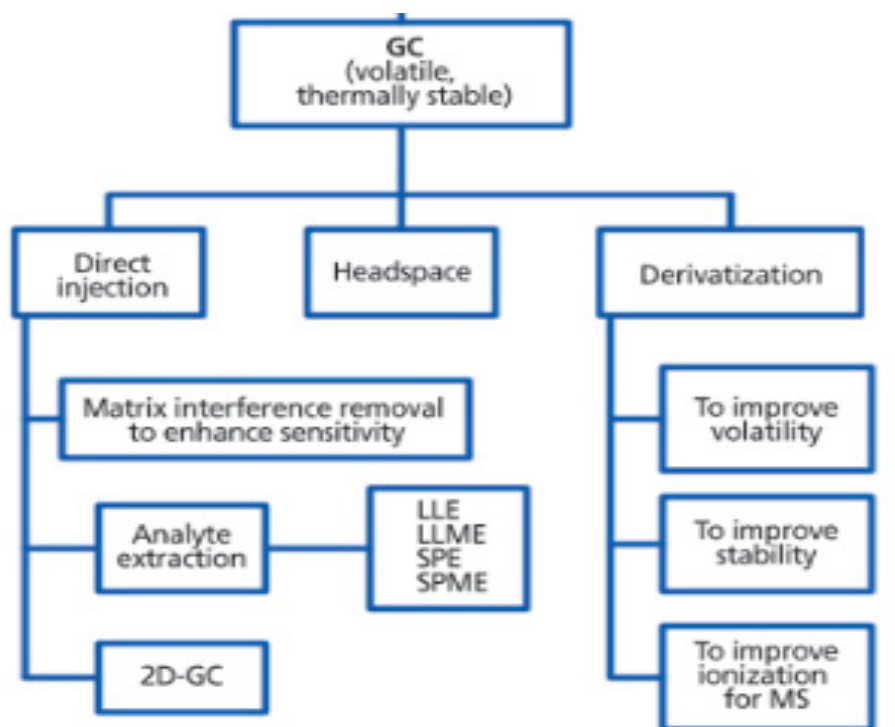 GC
(volatile,
thermally stable)
Direct
injection
Headspace
Derivatization
Matrix interference removal
to enhance sensitivity
Analyte
extraction
LLE
LLME
SPE
SPME
2D-GC
To improve
volatility
To improve
stability
To improve
ionization
for MS